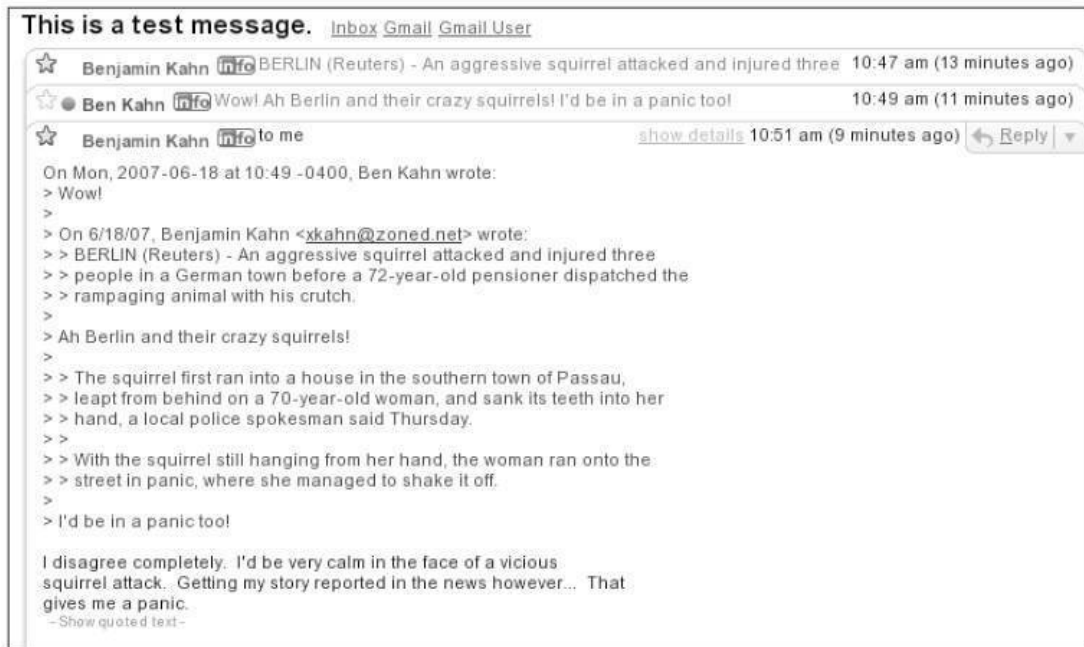 This is a test message. Inbox Gmail Gmail User
Benjamin Kahn info BERLIN (Reuters) - An aggressive squirrel attacked and injured three 10:47 am (13 minutes ago)
Ben Kahn info Wow! Ah Berlin and their crazy squirrels! I'd be in a panic too! 10:49 am (11 minutes ago)
Benjamin Kahn info to me show details 10:51 am (9 minutes ago) Reply
On Mon, 2007-06-18 at 10:49 -0400, Ben Kahn wrote:
> Wow!
>
> On 6/18/07, Benjamin Kahn <xkahn@zoned.net> wrote:
> > BERLIN (Reuters) - An aggressive squirrel attacked and injured three
> > people in a German town before a 72-year-old pensioner dispatched the
> > rampaging animal with his crutch.
>
> Ah Berlin and their crazy squirrels!
>
> > The squirrel first ran into a house in the southern town of Passau,
> > leapt from behind on a 70-year-old woman, and sank its teeth into her
> > hand, a local police spokesman said Thursday.
> >
> > With the squirrel still hanging from her hand, the woman ran onto the
> > street in panic, where she managed to shake it off.
>
> I'd be in a panic too!
I disagree completely. I'd be very calm in the face of a vicious
squirrel attack. Getting my story reported in the news however... That
gives me a panic.
- Show quoted text -